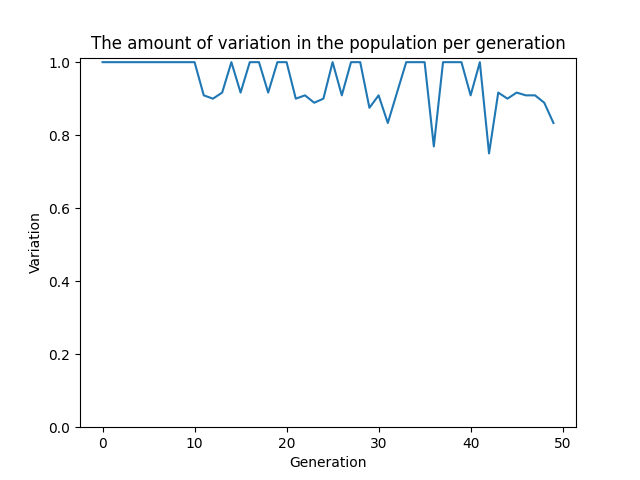 The amount of variation in the population per generation
1.0
0.8
0.6
0.4
0.2
0.0
Variation
0 10 20 30 40 50
Generation